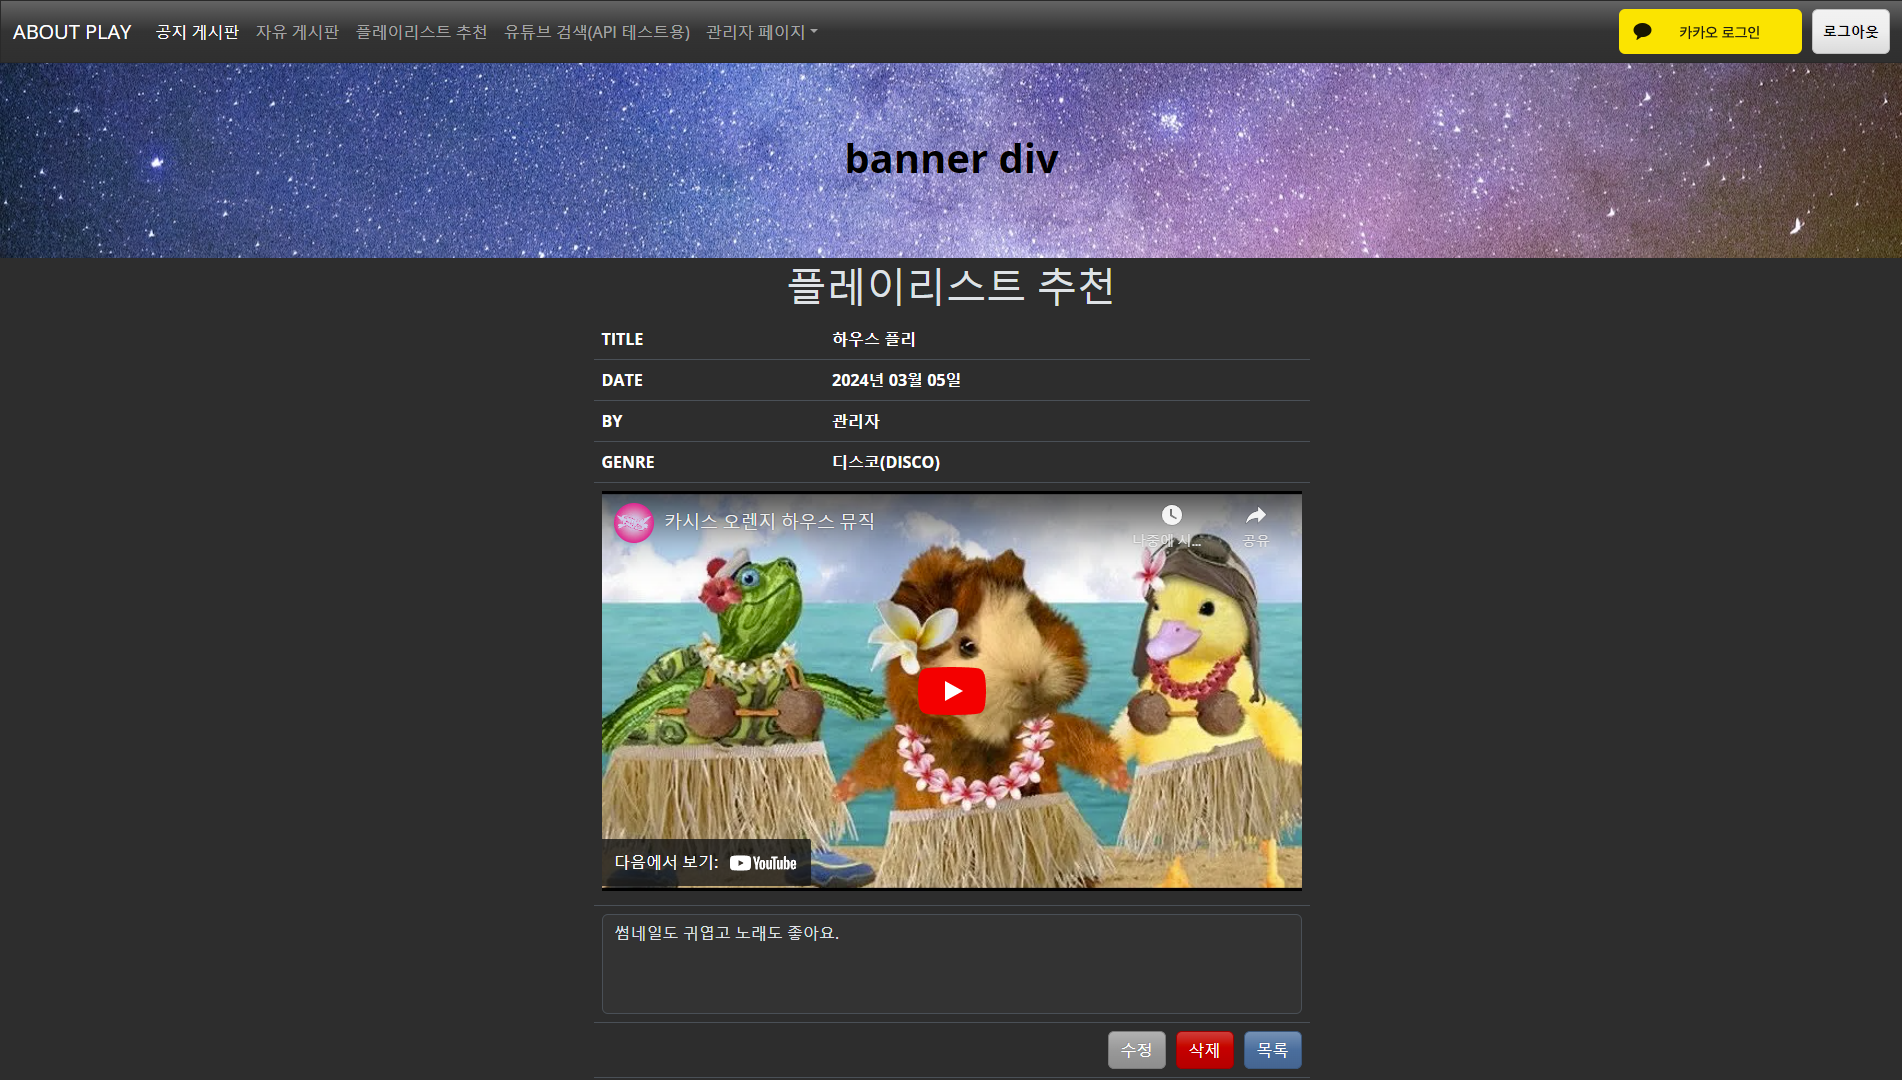 ABOUT PLAY 공지 게시판 자유 게시판 플레이리스트 추천 유튜브 검색(API 테스트용) 관리자 페이지 카카오 로그인 로그아웃
banner div
플레이리스트 추천
TITLE 하우스 플리
DATE 2024년 03월 05일
BY 관리자
GENRE 디스코(DISCO)
카시스 오렌지 하우스 뮤직
나중에 시... 공유
다음에서 보기: YouTube
썸네일도 귀엽고 노래도 좋아요.
수정 삭제 목록